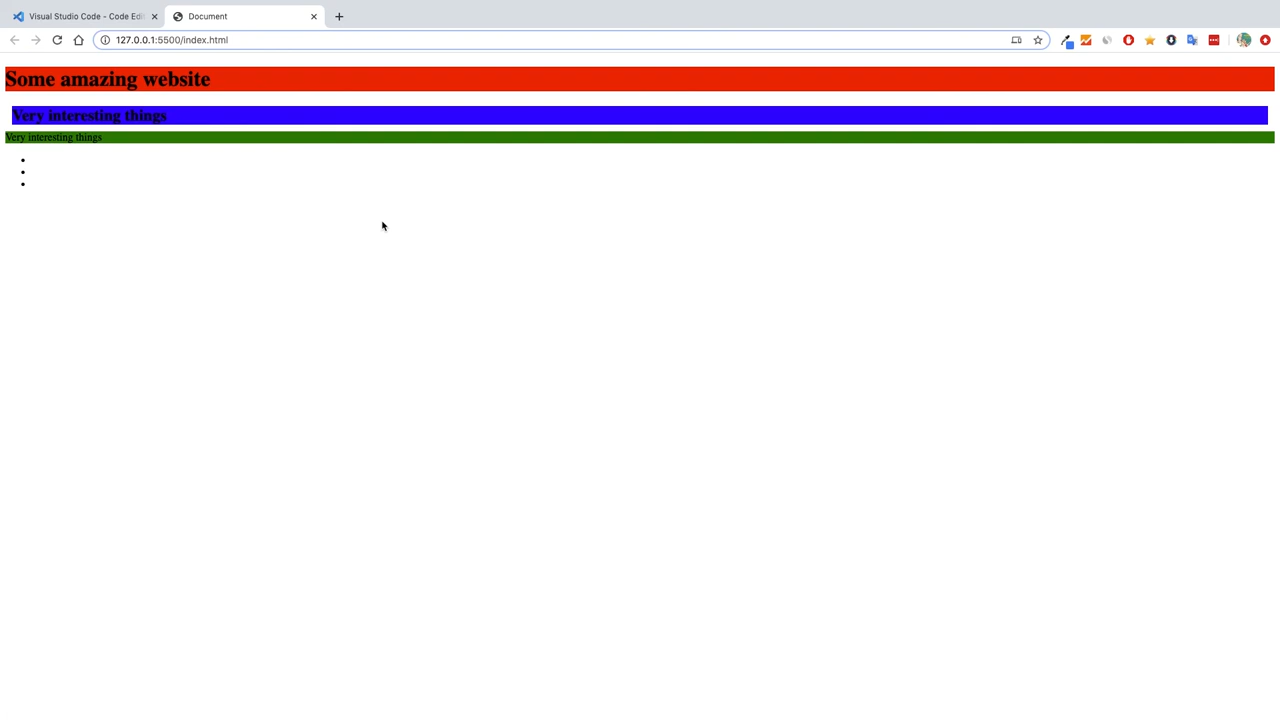 Visual Studio Code - Code Edi
Document
127.0.0.1:5500/index.html
Some amazing website
Very interesting things
Very interesting things